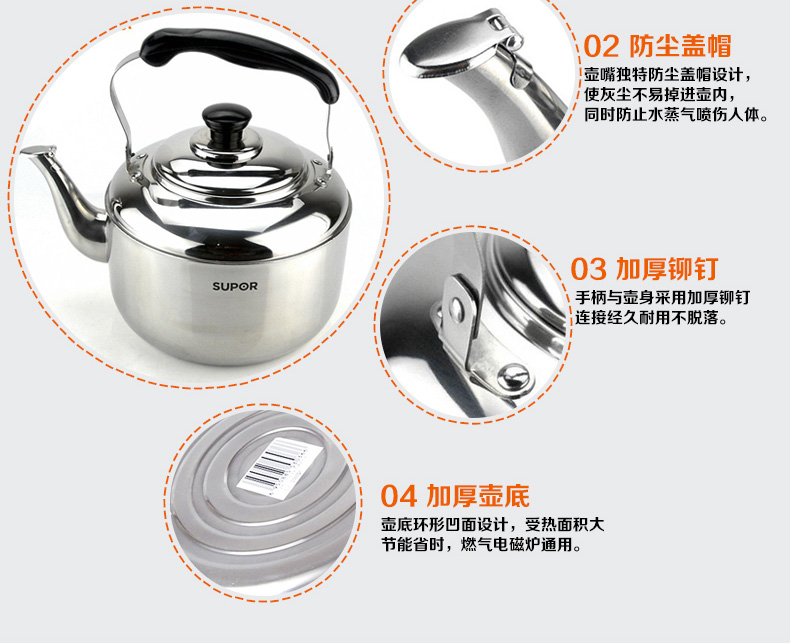 02 防尘盖帽
壶嘴独特防尘盖帽设计，
使灰尘不易掉进壶内，
同时防止水蒸气喷伤人体。
SUPOR
03 加厚铆钉
手柄与壶身采用加厚铆钉
连接经久耐用不脱落。
04 加厚壶底
壶底环形凹面设计，受热面积大
节能省时，燃气电磁炉通用。